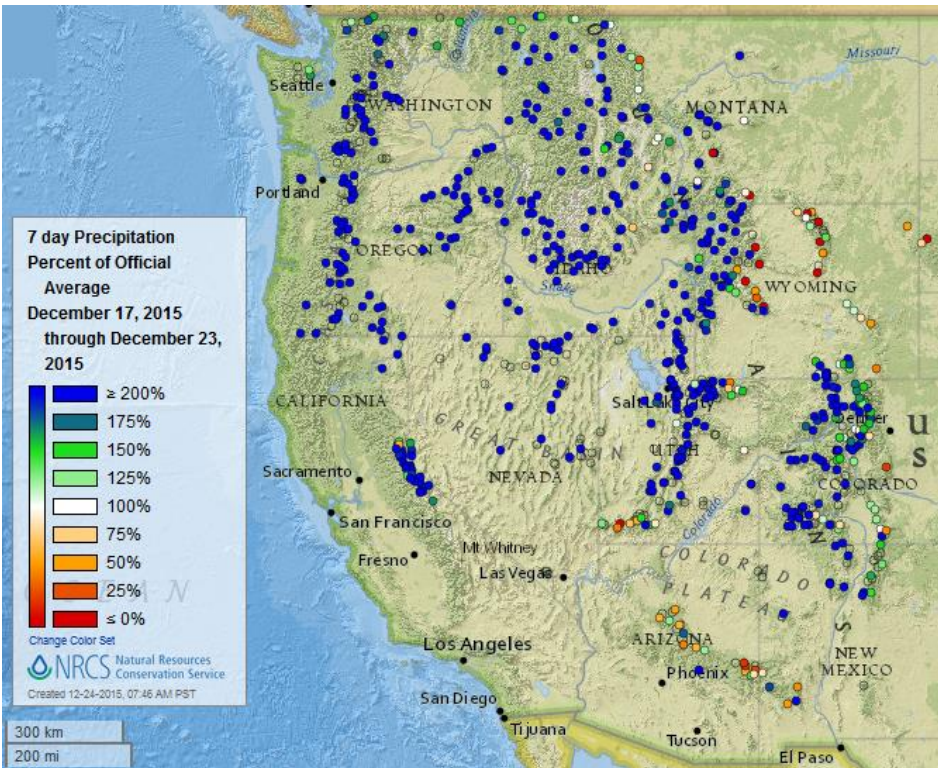 Missouri
Columbia
Seattle
WASHINGTON
MONTANA
Portland
OREGON
IDAHO
Snake
WYOMING
7 day Precipitation
Percent of Official
Average
December 17, 2015
through December 23,
2015
≥ 200%
175%
150%
125%
100%
75%
50%
25%
≤ 0%
Change Color Set
NRCS Natural Resources
Conservation Service
Created 12-24-2015, 07:46 AM PST
CALIFORNIA
Salt Lake City
Denver
U
S
GREAT BASIN
NEVADA
UTAH
COLORADO
Sacramento
San Francisco
Colorado
Fresno
Mt Whitney
Las Vegas
COLORADO
PLATEA
OCEAN
Los Angeles
ARIZONA
NEW
MEXICO
Phoenix
San Diego
Tijuana
Tucson
El Paso
300 km
200 mi